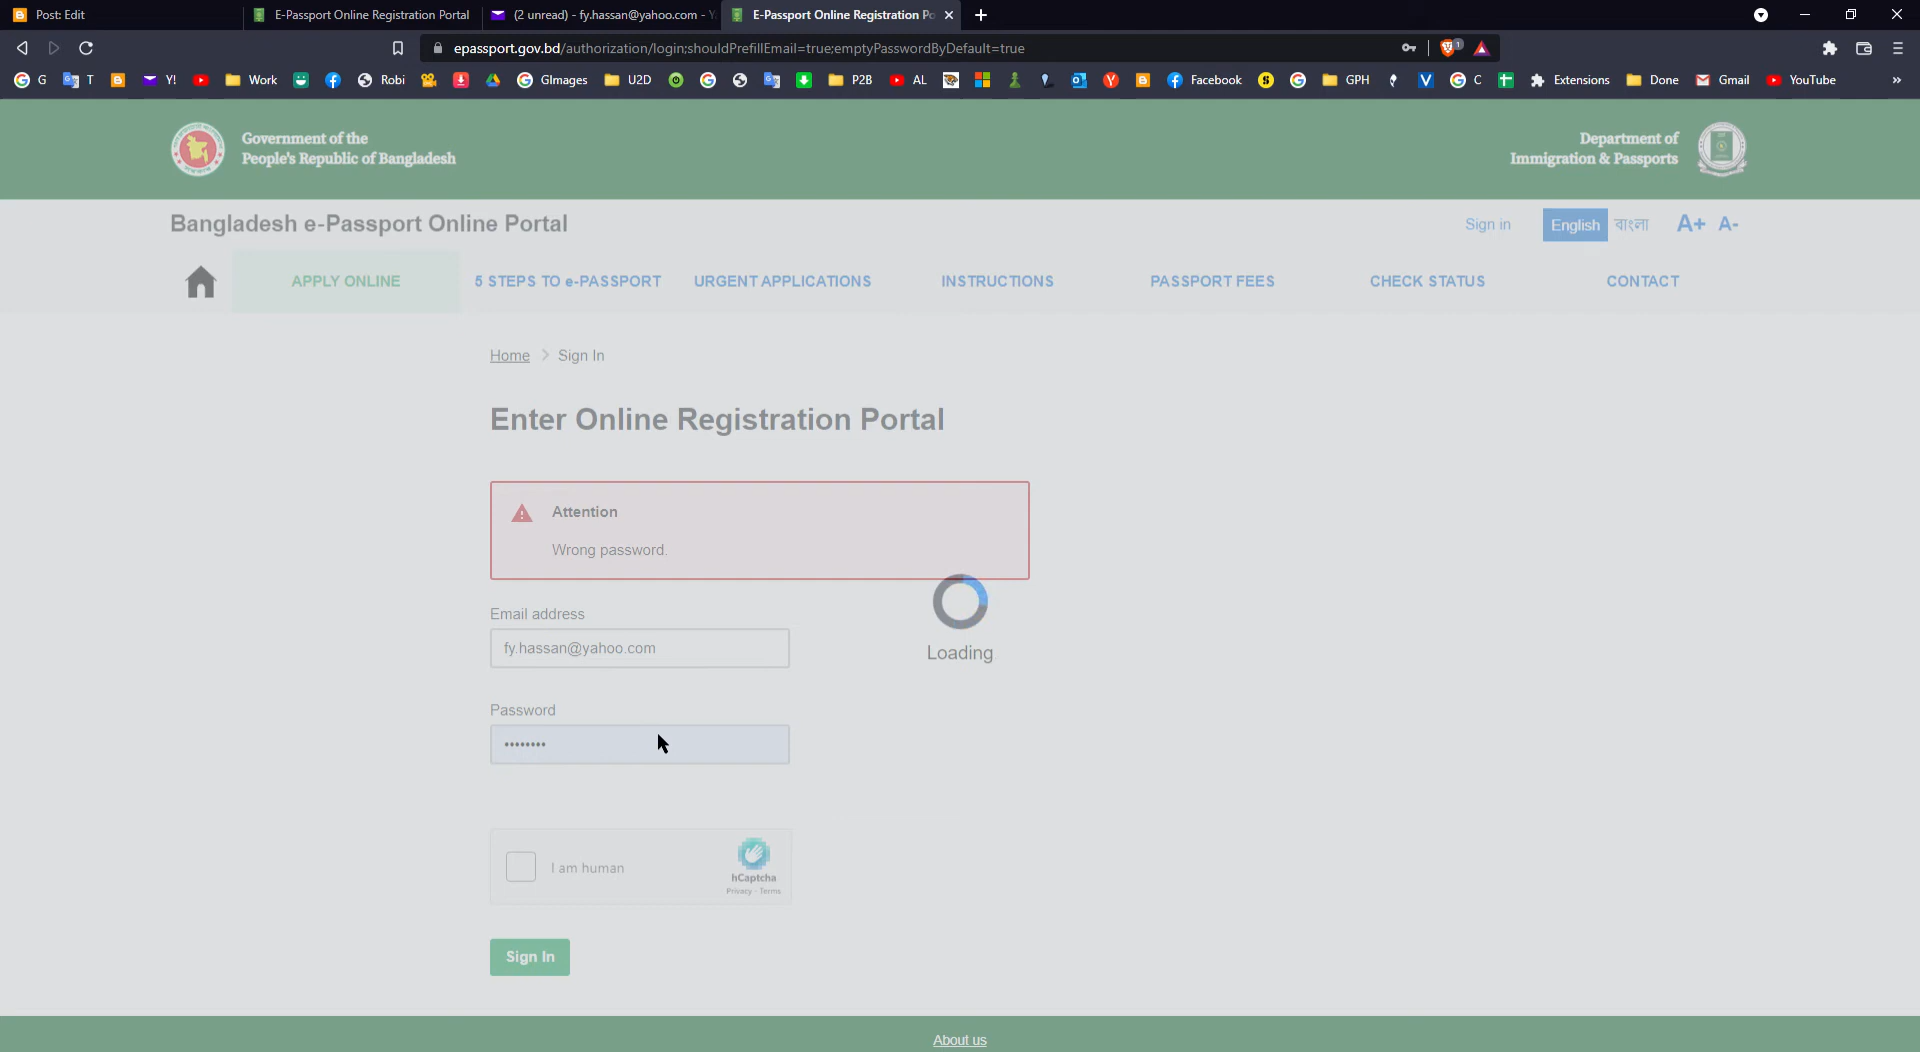 Post: Edit
E-Passport Online Registration Portal
(2 unread) - fy.hassan@yahoo.com - Y
E-Passport Online Registration Po
epassport.gov.bd/authorization/login;shouldPrefillEmail=true;emptyPasswordByDefault=true
1
G T Y! Work Robi GImages U2D P2B AL Facebook GPH C Extensions Done Gmail YouTube »
Government of the
People's Republic of Bangladesh
Department of
Immigration & Passports
Bangladesh e-Passport Online Portal
Sign in English বাংলা A+ A-
APPLY ONLINE 5 STEPS TO e-PASSPORT URGENT APPLICATIONS INSTRUCTIONS PASSPORT FEES CHECK STATUS CONTACT
Home Sign In
Enter Online Registration Portal
Attention
Wrong password.
Email address
fy.hassan@yahoo.com
Loading
Password
••••••••
I am human
hCaptcha
Privacy - Terms
Sign In
About us